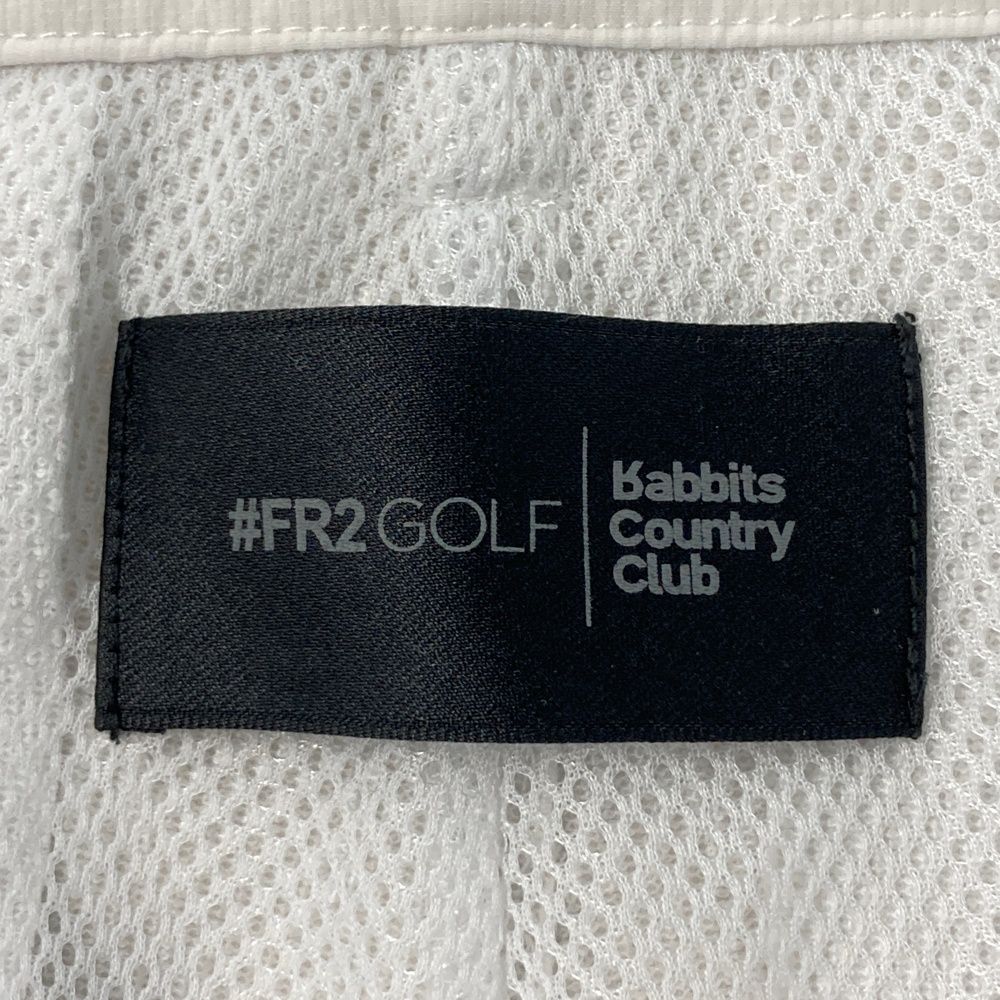 #FR2GOLF
Rabbits
Country
Club